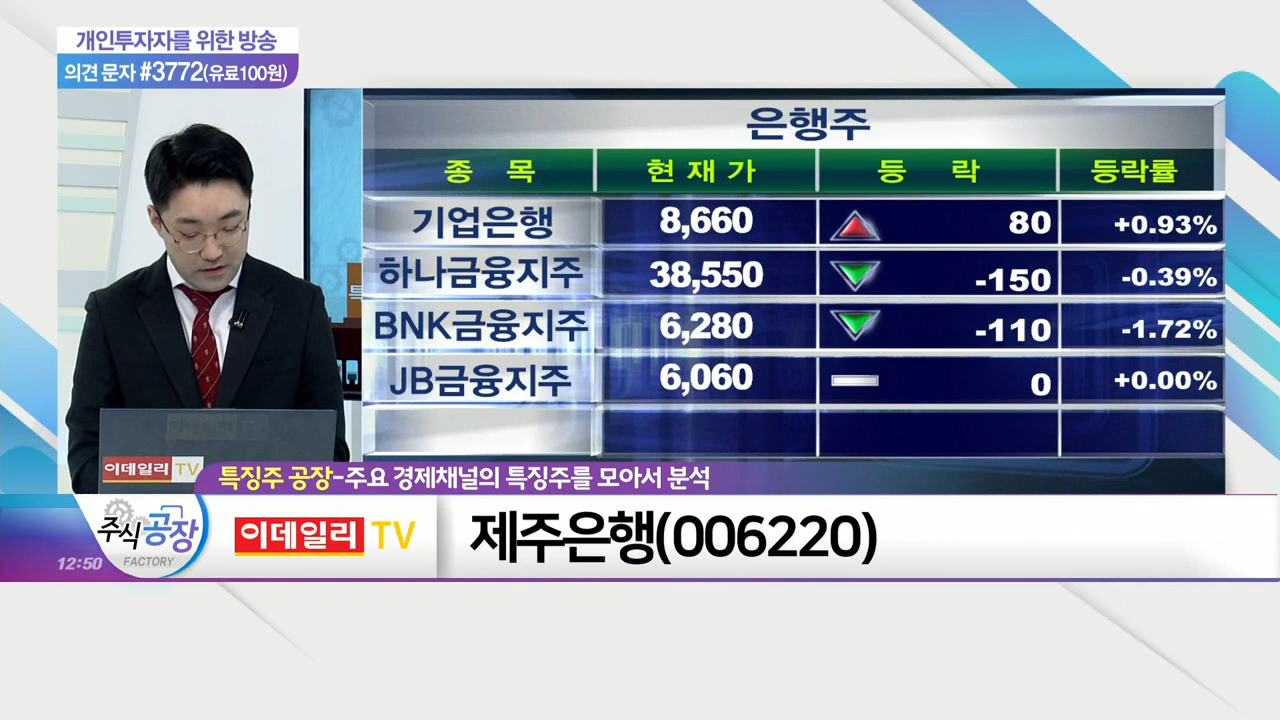 개인투자자를 위한 방송
의견 문자 #3772(유료100원)
은행주
종 목 현 재 가 등 락 등락률
기업은행 8,660 80 +0.93%
하나금융지주 38,550 -150 -0.39%
BNK금융지주 6,280 -110 -1.72%
JB금융지주 6,060 0 +0.00%
특
이데일리 TV
특징주 공장-주요 경제채널의 특징주를 모아서 분석
주식공장
FACTORY
12:50
이데일리 TV
제주은행(006220)